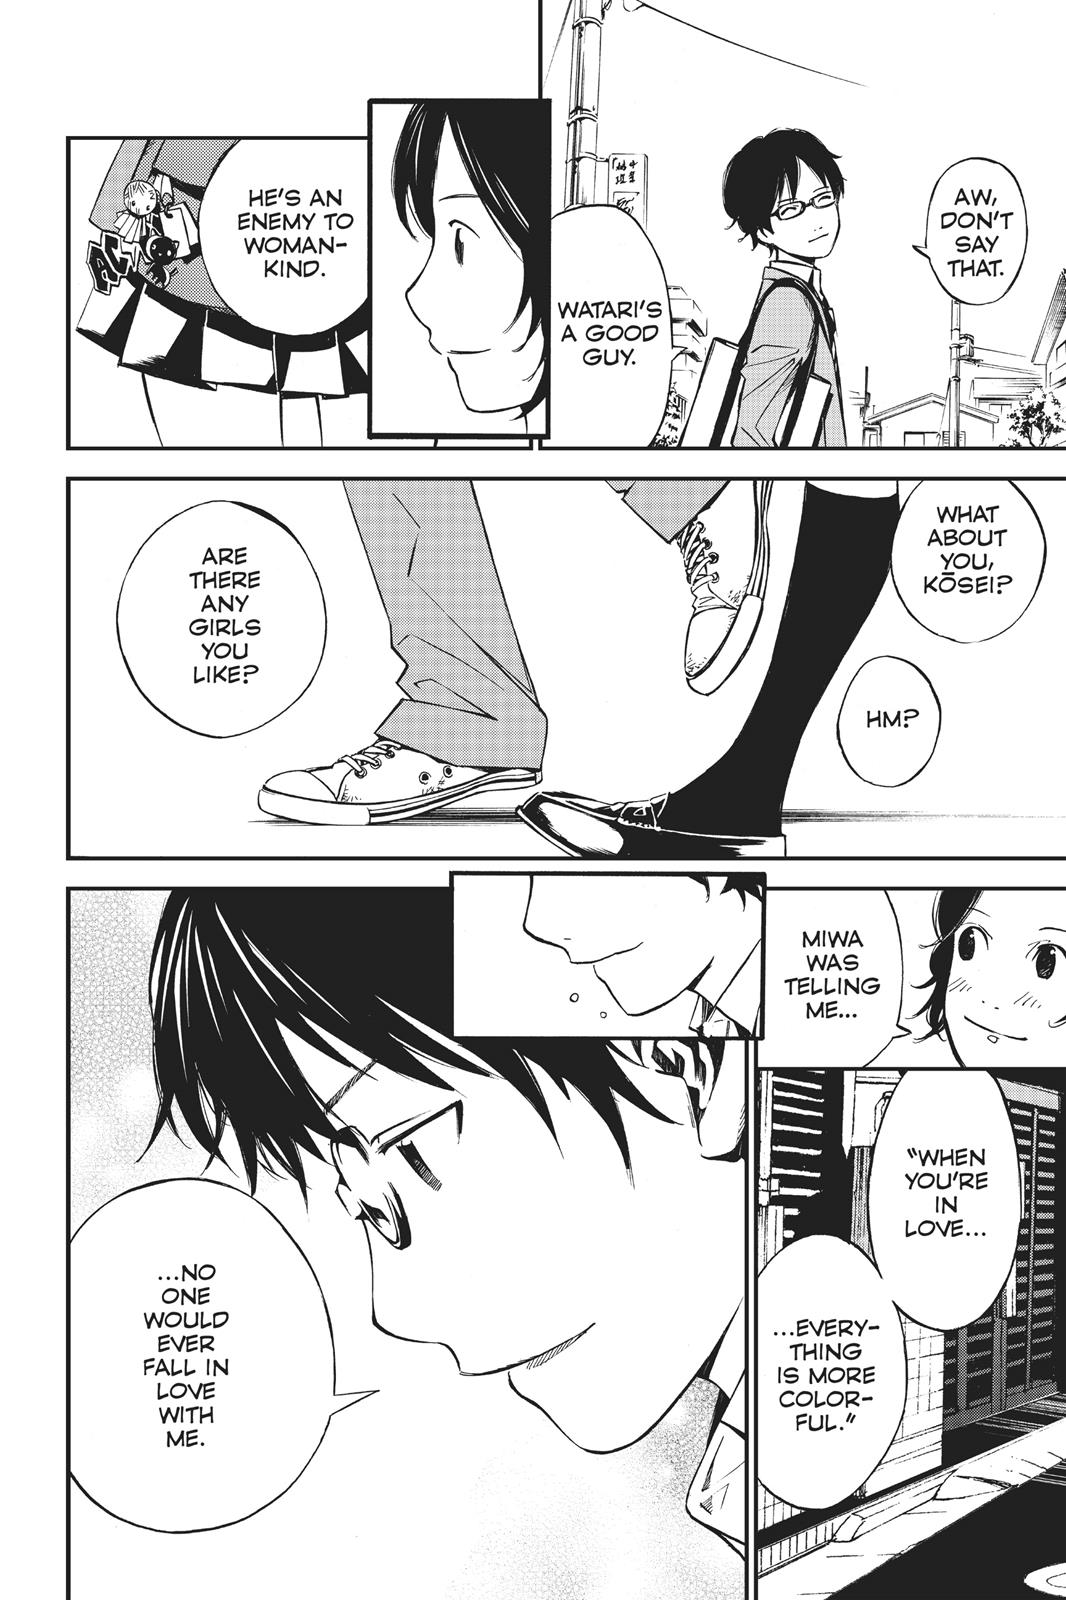 AW,
DON'T
SAY
THAT.
WATARI'S
A GOOD
GUY.
HE'S AN
ENEMY TO
WOMAN-
KIND.
WHAT
ABOUT
YOU,
KŌSEI?
HM?
ARE
THERE
ANY
GIRLS
YOU
LIKE?
MIWA
WAS
TELLING
ME...
"WHEN
YOU'RE
IN
LOVE...
...EVERY-
THING
IS MORE
COLOR-
FUL."
...NO
ONE
WOULD
EVER
FALL IN
LOVE
WITH
ME.